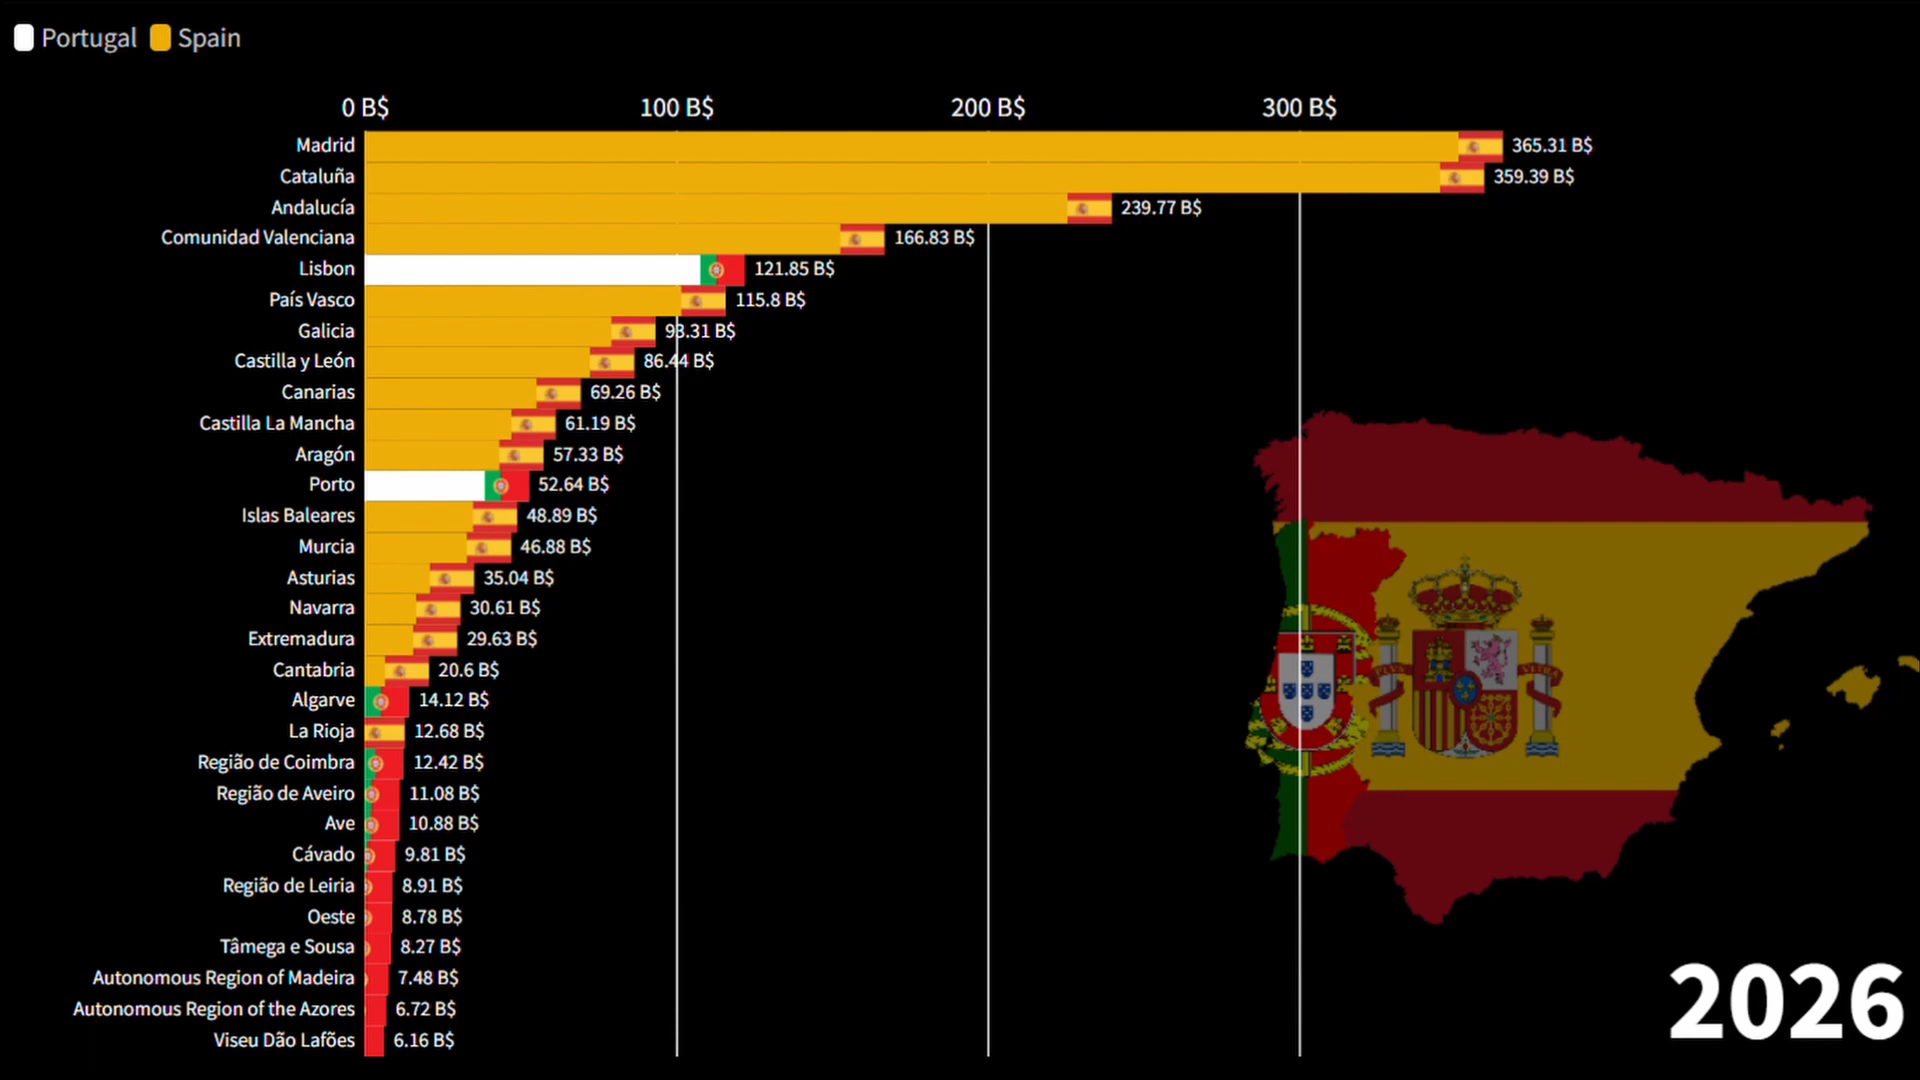 Portugal Spain
0 B$ 100 B$ 200 B$ 300 B$
Madrid 365.31 B$
Cataluña 359.39 B$
Andalucía 239.77 B$
Comunidad Valenciana 166.83 B$
Lisbon 121.85 B$
País Vasco 115.8 B$
Galicia 93.31 B$
Castilla y León 86.44 B$
Canarias 69.26 B$
Castilla La Mancha 61.19 B$
Aragón 57.33 B$
Porto 52.64 B$
Islas Baleares 48.89 B$
Murcia 46.88 B$
Asturias 35.04 B$
Navarra 30.61 B$
Extremadura 29.63 B$
Cantabria 20.6 B$
Algarve 14.12 B$
La Rioja 12.68 B$
Região de Coimbra 12.42 B$
Região de Aveiro 11.08 B$
Ave 10.88 B$
Cávado 9.81 B$
Região de Leiria 8.91 B$
Oeste 8.78 B$
Tâmega e Sousa 8.27 B$
Autonomous Region of Madeira 7.48 B$
Autonomous Region of the Azores 6.72 B$
Viseu Dão Lafões 6.16 B$
2026